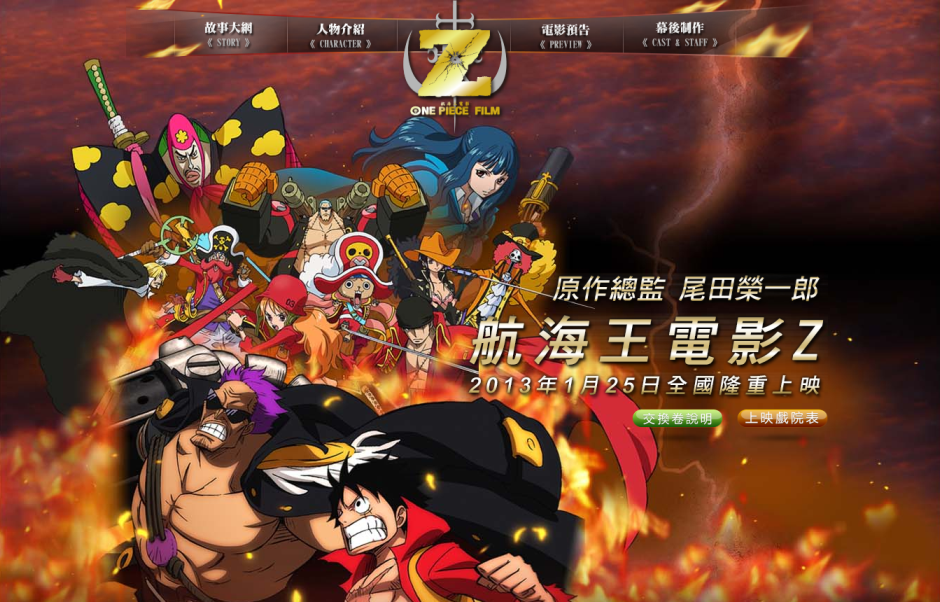 故事大綱
《 STORY 》
人物介紹
《 CHARACTER 》
電影預告
《 PREVIEW 》
幕後制作
《 CAST & STAFF 》
Z
ONE PIECE FILM
原作總監 尾田榮一郎
航海王電影Z
2013年1月25日全國隆重上映
交換卷說明
上映戲院表